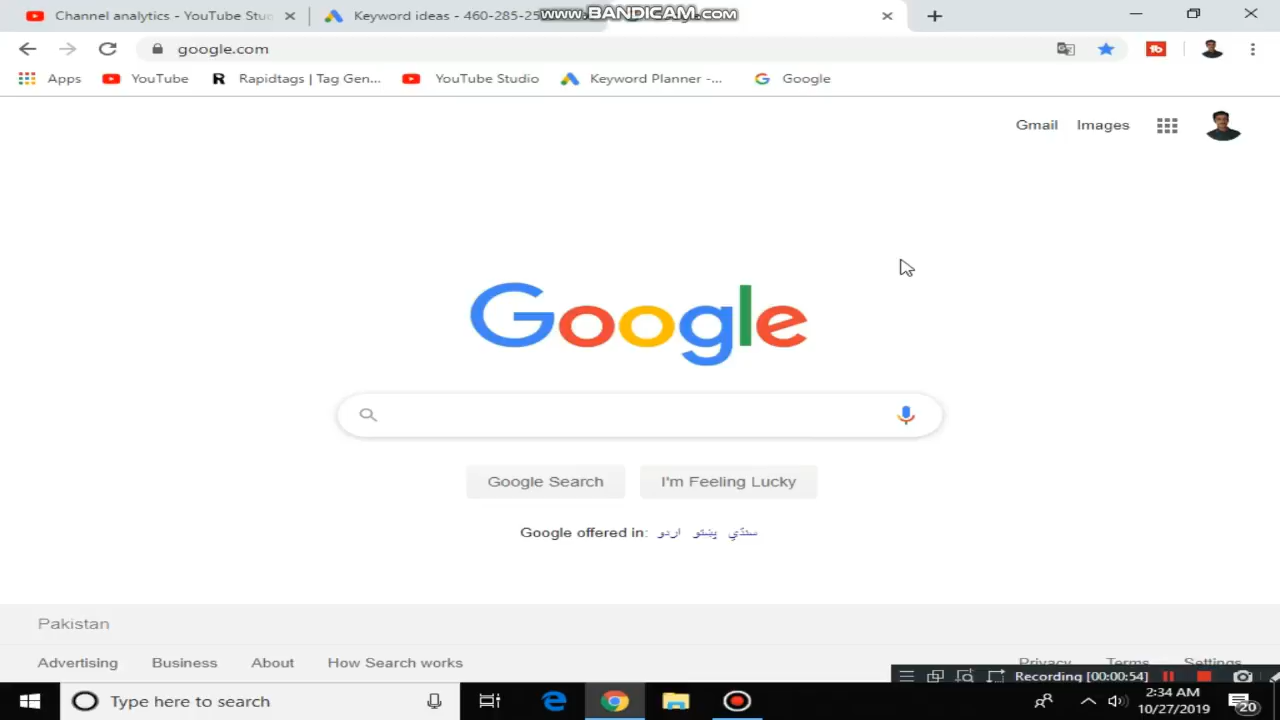 Channel analytics - YouTube Stu
Keyword ideas - 460-285-25
www.BANDICAM.com
google.com
Apps
YouTube
Rapidtags | Tag Gen...
YouTube Studio
Keyword Planner -...
Google
Gmail
Images
Google
Google Search
I'm Feeling Lucky
Google offered in: اردو پښتو سنڌي
Pakistan
Advertising
Business
About
How Search works
Privacy
Terms
Settings
Recording [00:00:54]
Type here to search
2:34 AM
10/27/2019
20